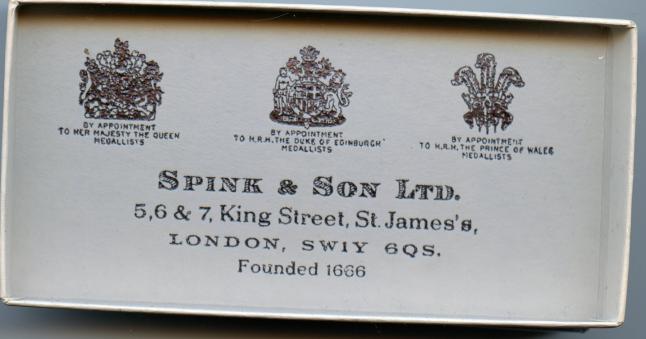 BY APPOINTMENT
TO HER MAJESTY THE QUEEN
MEDALLISTS
BY APPOINTMENT
TO H.R.H. THE DUKE OF EDINBURGH
MEDALLISTS
BY APPOINTMENT
TO H.R.H. THE PRINCE OF WALES
MEDALLISTS
SPINK & SON LTD.
5,6 & 7, King Street, St. James's,
LONDON, SW1Y 6QS.
Founded 1666